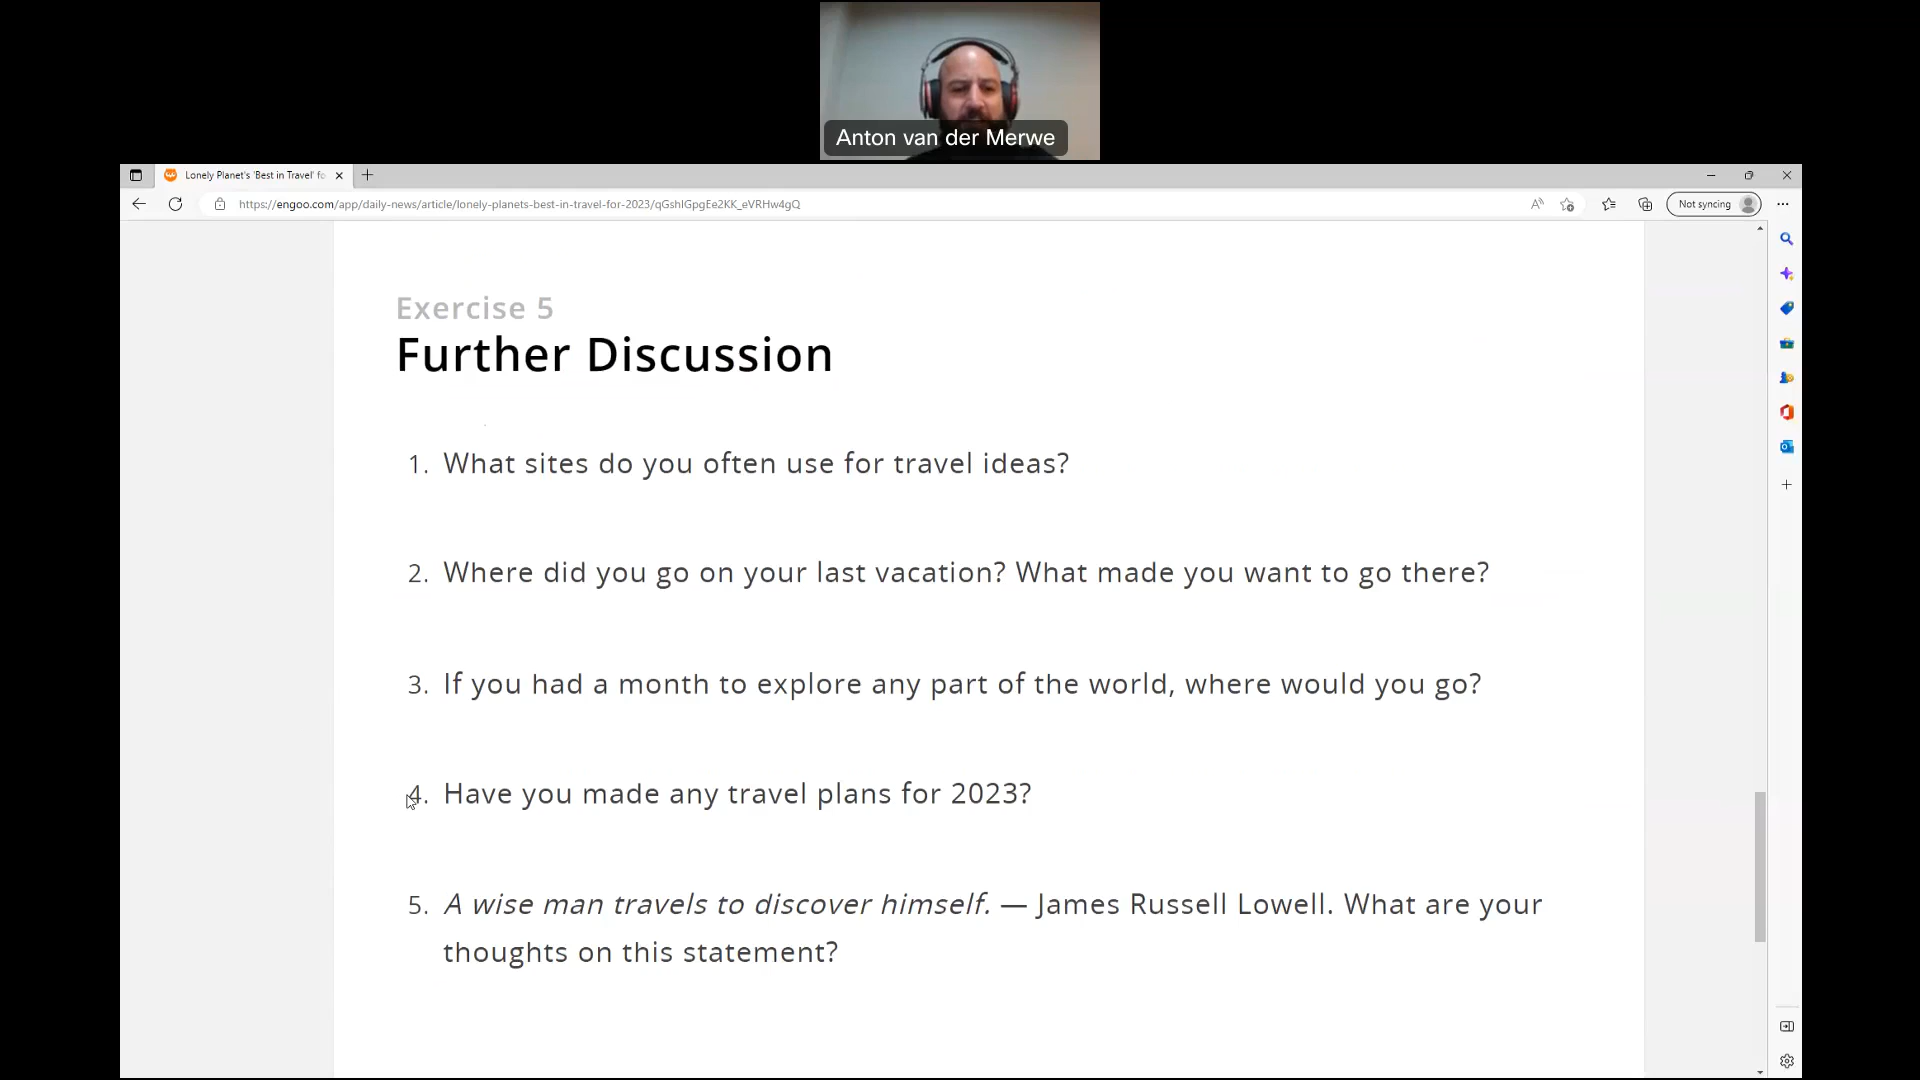 Anton van der Merwe
Lonely Planet's 'Best in Travel' fo
https://engoo.com/app/daily-news/article/lonely-planets-best-in-travel-for-2023/qGshIGpgEe2KK_eVRHw4gQ
Not syncing
Exercise 5
Further Discussion
1. What sites do you often use for travel ideas?
2. Where did you go on your last vacation? What made you want to go there?
3. If you had a month to explore any part of the world, where would you go?
4. Have you made any travel plans for 2023?
5. A wise man travels to discover himself. — James Russell Lowell. What are your
thoughts on this statement?